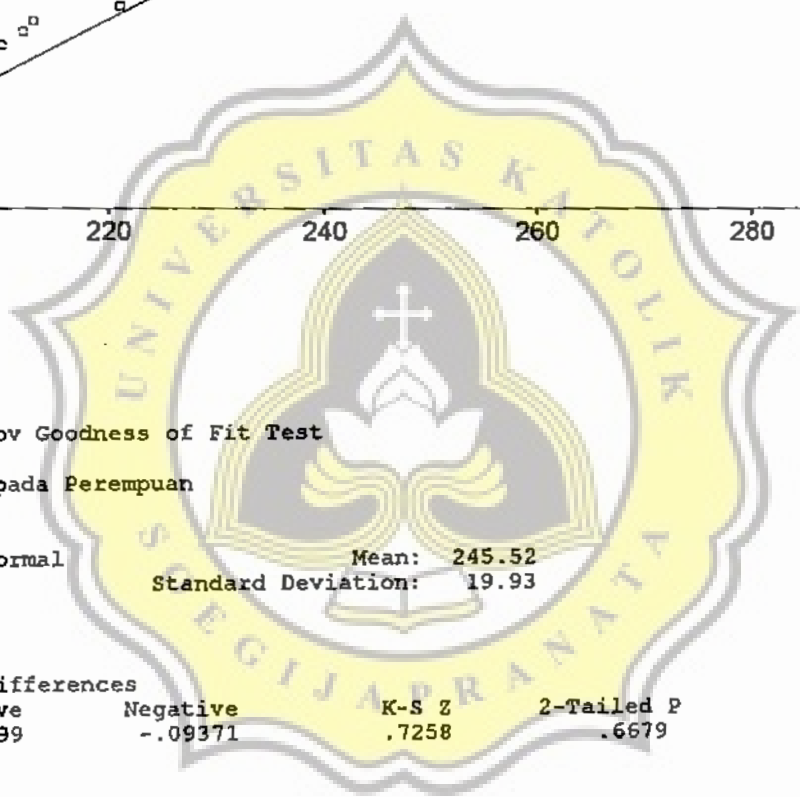 220 240 260 280
UNIVERSITAS KATOLIK
ov Goodness of Fit Test
pada Perempuan
ormal Mean: 245.52
Standard Deviation: 19.93
SOEGIJAPRANATA
ifferences
ve Negative K-S Z 2-Tailed P
99 -.09371 .7258 .6679